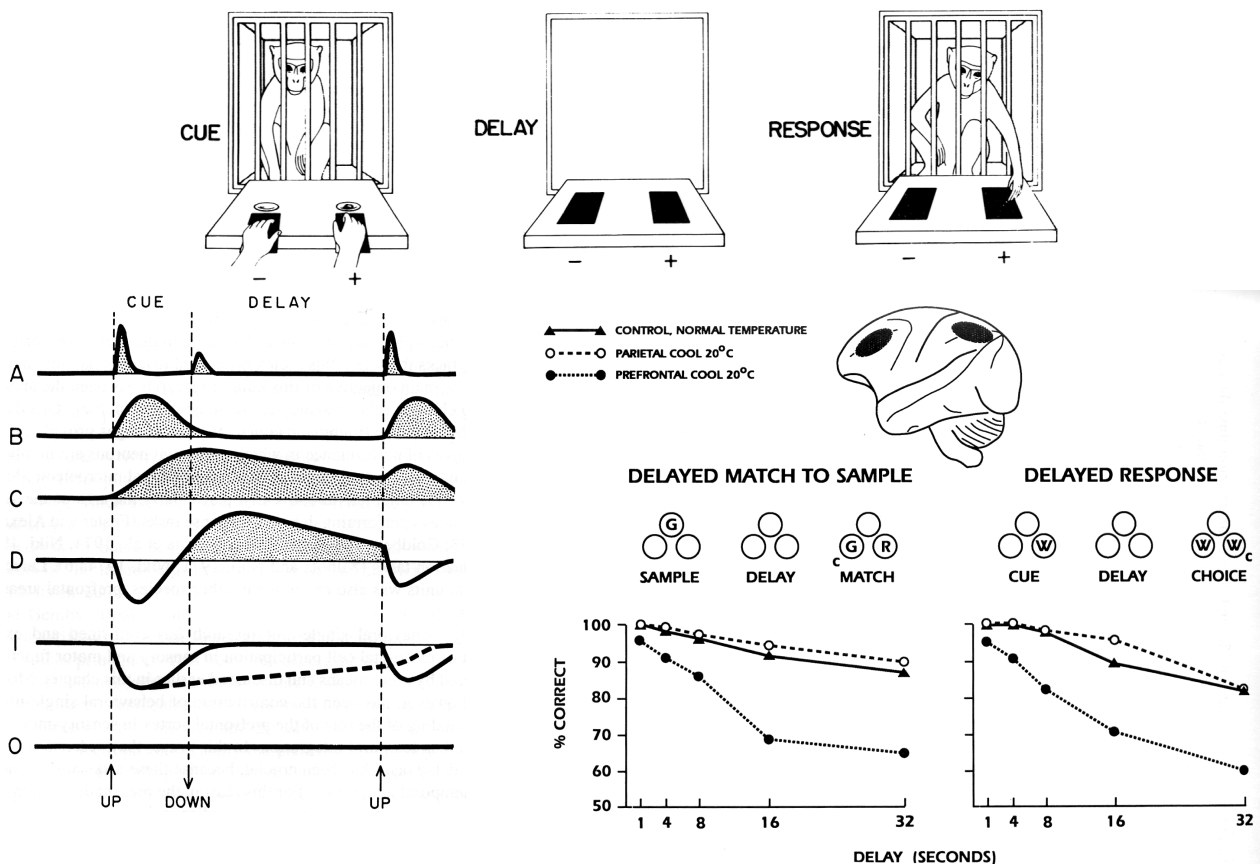 CUE
DELAY
RESPONSE
− +
− +
− +
CUE DELAY
A
B
C
D
I
O
UP DOWN UP
CONTROL, NORMAL TEMPERATURE
PARIETAL COOL 20°C
PREFRONTAL COOL 20°C
DELAYED MATCH TO SAMPLE
G
G R
C
SAMPLE DELAY MATCH
DELAYED RESPONSE
W
W W
C
CUE DELAY CHOICE
% CORRECT
100
90
80
70
60
50
1 4 8 16 32
1 4 8 16 32
DELAY (SECONDS)